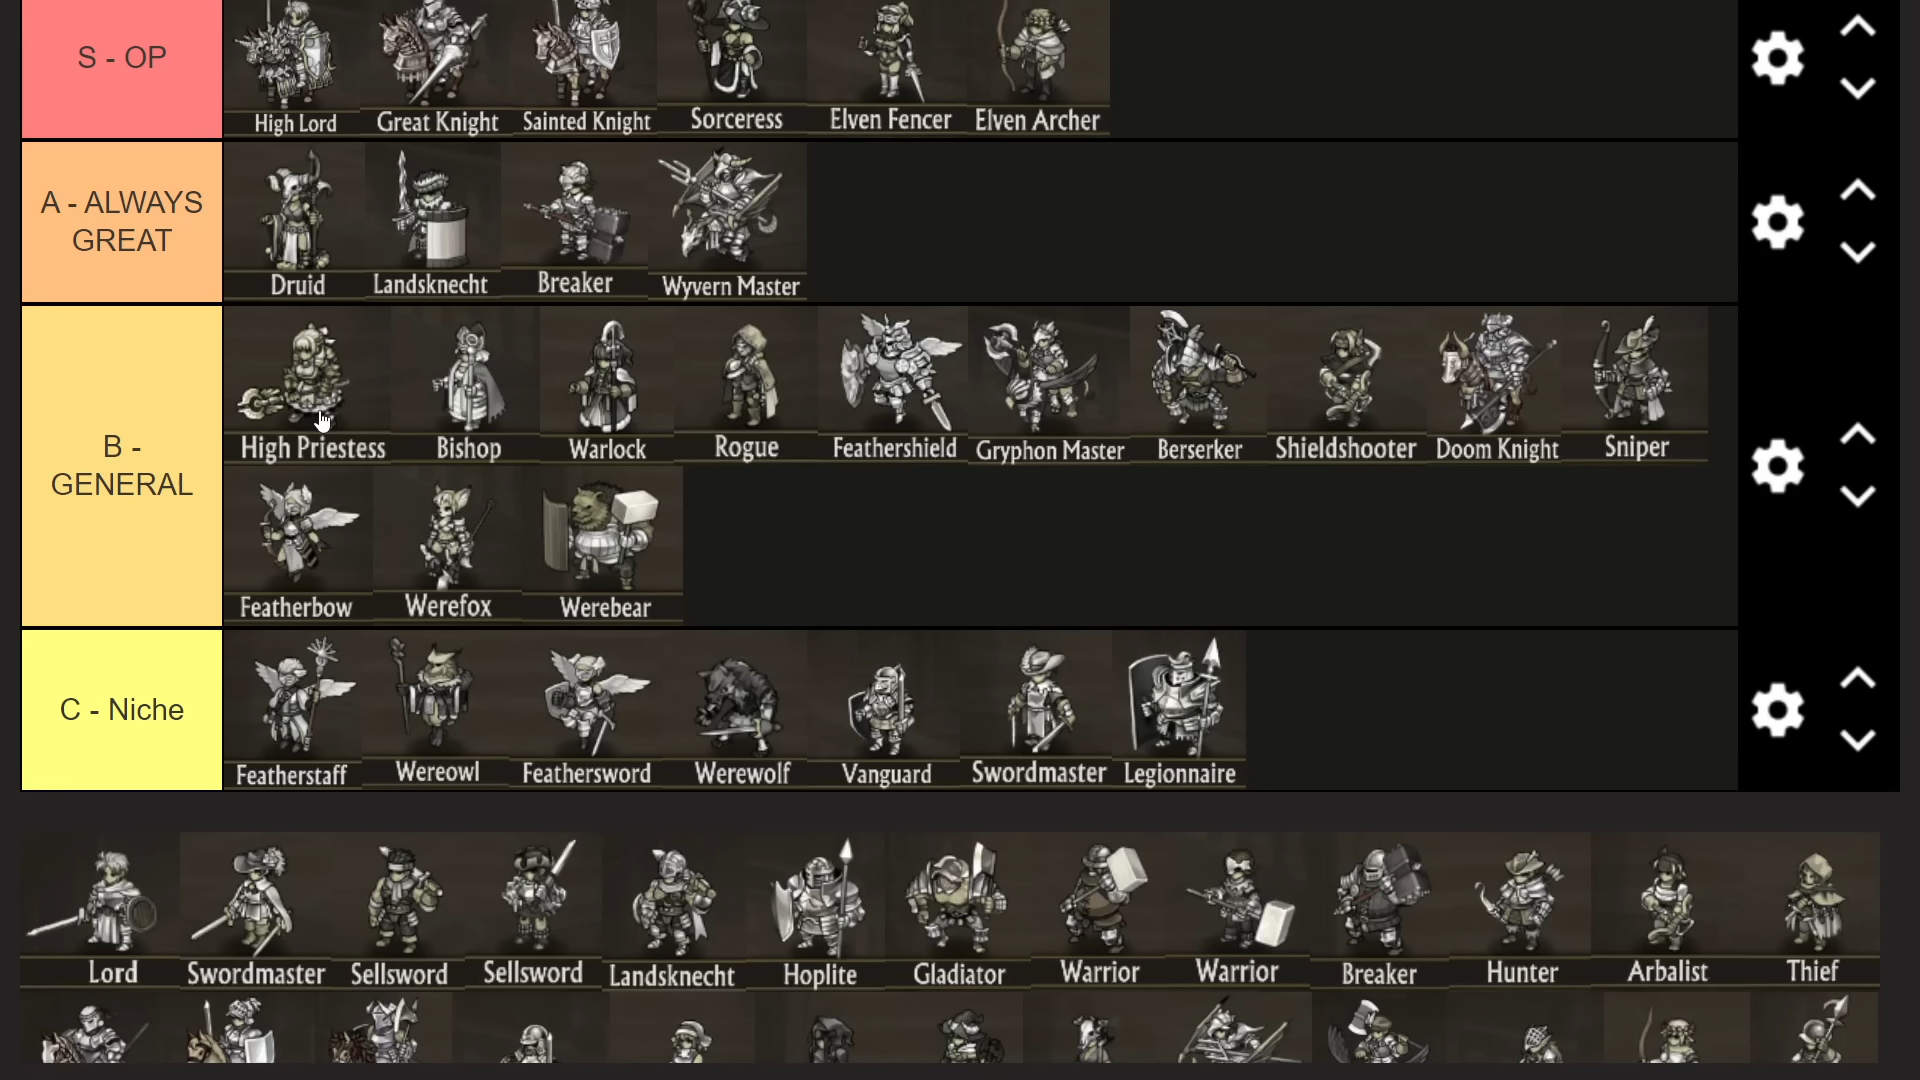 S - OP
High Lord
Great Knight
Sainted Knight
Sorceress
Elven Fencer
Elven Archer
A - ALWAYS
GREAT
Druid
Landsknecht
Breaker
Wyvern Master
B -
GENERAL
High Priestess
Bishop
Warlock
Rogue
Feathershield
Gryphon Master
Berserker
Shieldshooter
Doom Knight
Sniper
Featherbow
Werefox
Werebear
C - Niche
Featherstaff
Wereowl
Feathersword
Werewolf
Vanguard
Swordmaster
Legionnaire
Lord
Swordmaster
Sellsword
Sellsword
Landsknecht
Hoplite
Gladiator
Warrior
Warrior
Breaker
Hunter
Arbalist
Thief